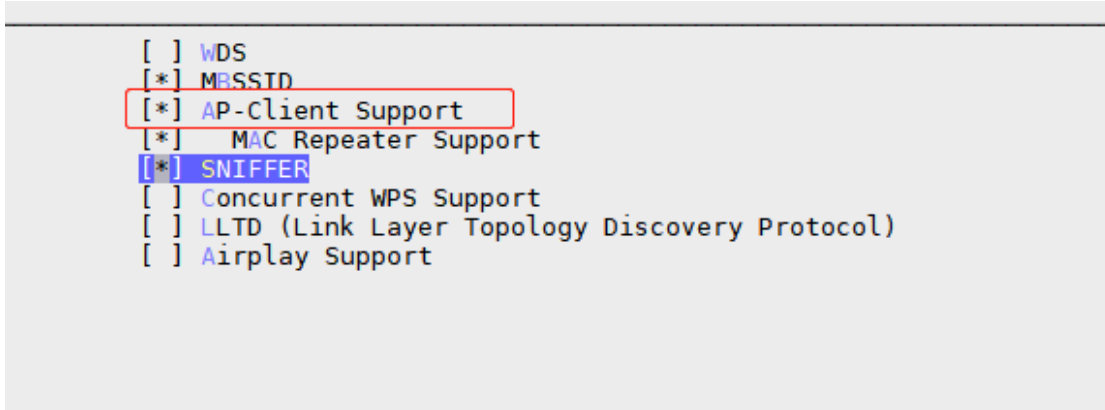 [ ] WDS
[*] MBSSID
[*] AP-Client Support
[*]   MAC Repeater Support
[*] SNIFFER
[ ] Concurrent WPS Support
[ ] LLTD (Link Layer Topology Discovery Protocol)
[ ] Airplay Support